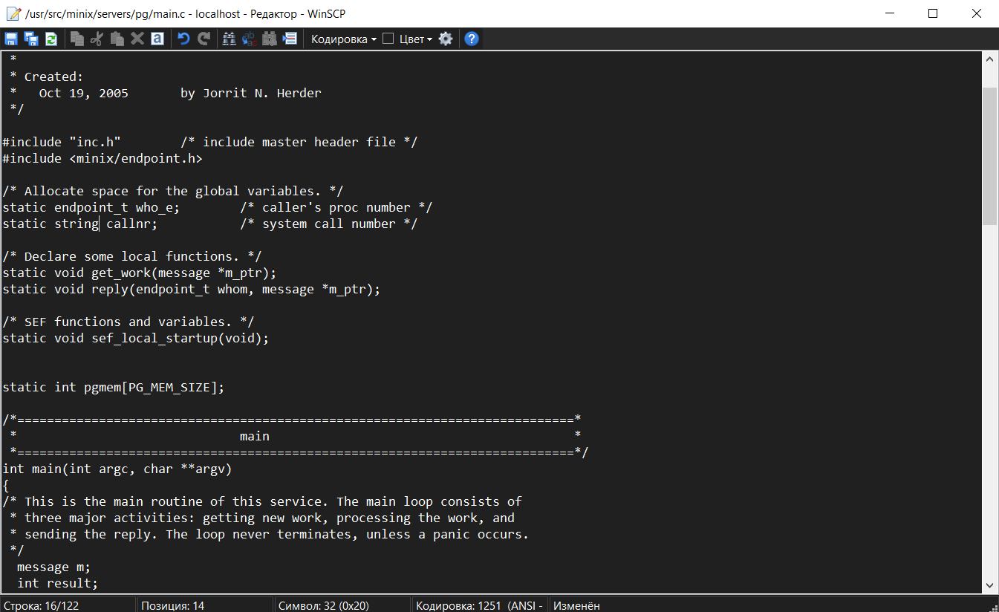 /usr/src/minix/servers/pg/main.c - localhost - Редактор - WinSCP
Кодировка Цвет
*
* Created:
*   Oct 19, 2005       by Jorrit N. Herder
*/
#include "inc.h"        /* include master header file */
#include <minix/endpoint.h>
/* Allocate space for the global variables. */
static endpoint_t who_e;        /* caller's proc number */
static string callnr;           /* system call number */
/* Declare some local functions. */
static void get_work(message *m_ptr);
static void reply(endpoint_t whom, message *m_ptr);
/* SEF functions and variables. */
static void sef_local_startup(void);
static int pgmem[PG_MEM_SIZE];
/*===========================================================================*
 *                              main                                         *
 *===========================================================================*/
int main(int argc, char **argv)
{
/* This is the main routine of this service. The main loop consists of
 * three major activities: getting new work, processing the work, and
 * sending the reply. The loop never terminates, unless a panic occurs.
 */
  message m;
  int result;
Строка: 16/122 Позиция: 14 Символ: 32 (0x20) Кодировка: 1251 (ANSI - Изменён